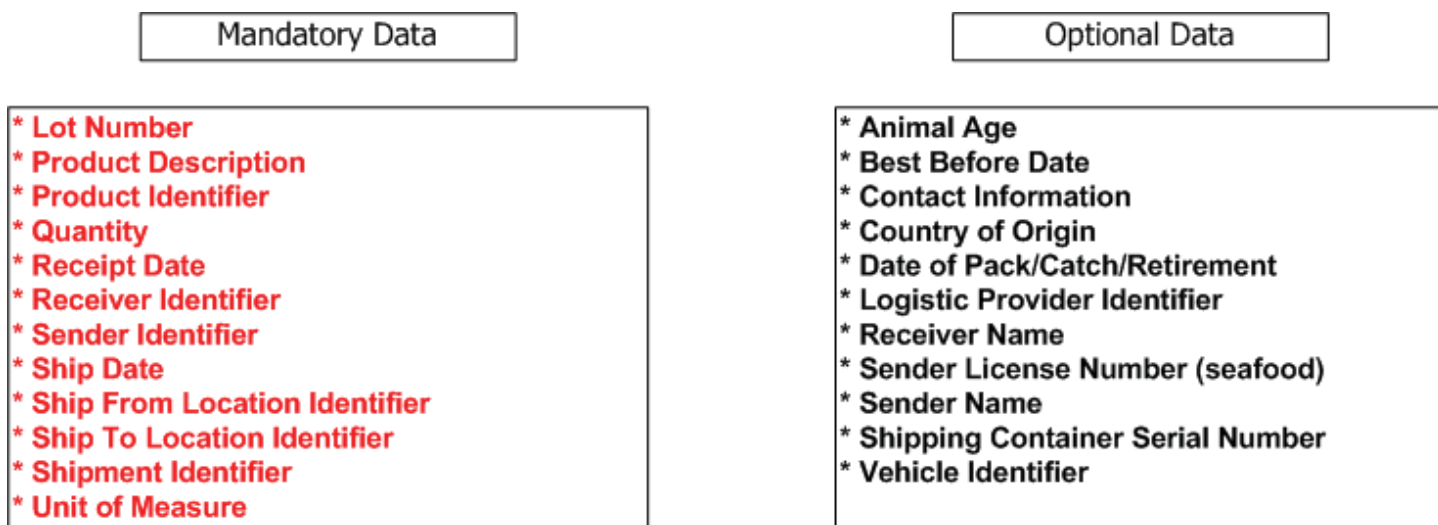 Mandatory Data
* Lot Number
* Product Description
* Product Identifier
* Quantity
* Receipt Date
* Receiver Identifier
* Sender Identifier
* Ship Date
* Ship From Location Identifier
* Ship To Location Identifier
* Shipment Identifier
* Unit of Measure
Optional Data
* Animal Age
* Best Before Date
* Contact Information
* Country of Origin
* Date of Pack/Catch/Retirement
* Logistic Provider Identifier
* Receiver Name
* Sender License Number (seafood)
* Sender Name
* Shipping Container Serial Number
* Vehicle Identifier